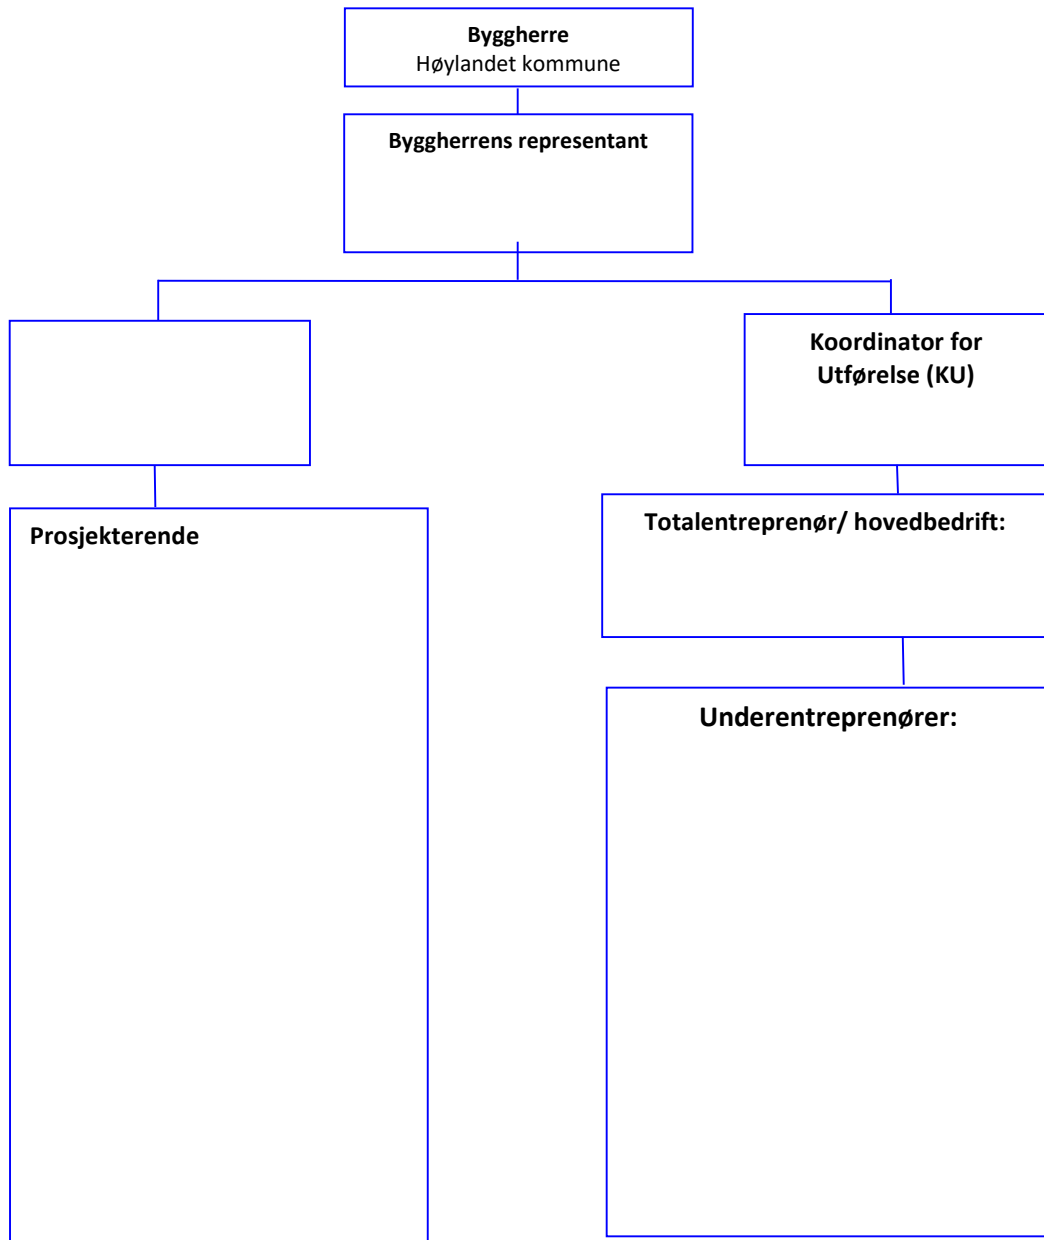 Byggherre
Høylandet kommune
Byggherrens representant
Koordinator for
Utførelse (KU)
Prosjekterende
Totalentreprenør/ hovedbedrift:
Underentreprenører: